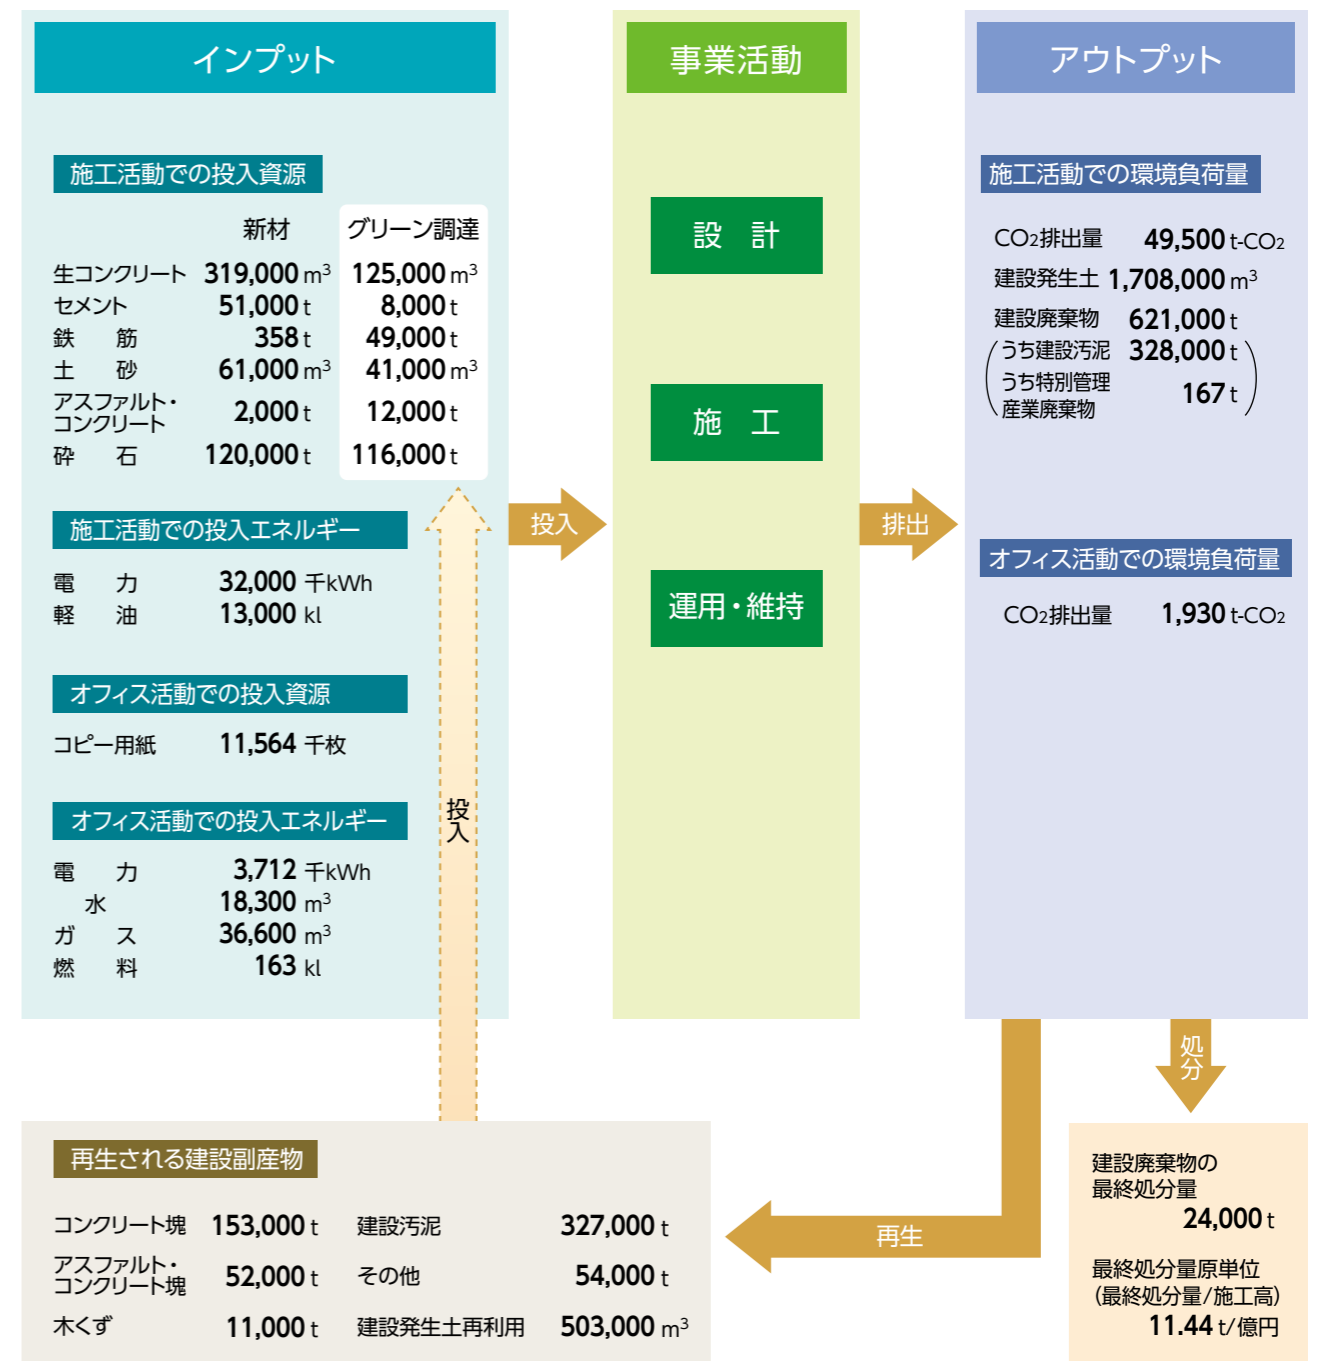 インプット
施工活動での投入資源
新材 グリーン調達
生コンクリート 319,000 m³ 125,000 m³
セメント 51,000 t 8,000 t
鉄 筋 358 t 49,000 t
土 砂 61,000 m³ 41,000 m³
アスファルト・
コンクリート 2,000 t 12,000 t
砕 石 120,000 t 116,000 t
施工活動での投入エネルギー
電 力 32,000 千kWh
軽 油 13,000 kl
オフィス活動での投入資源
コピー用紙 11,564 千枚
オフィス活動での投入エネルギー
電 力 3,712 千kWh
水 18,300 m³
ガ ス 36,600 m³
燃 料 163 kl
投入
投入
事業活動
設 計
施 工
運用・維持
排出
アウトプット
施工活動での環境負荷量
CO₂排出量 49,500 t-CO₂
建設発生土 1,708,000 m³
建設廃棄物 621,000 t
(うち建設汚泥 328,000 t
うち特別管理
産業廃棄物 167 t)
オフィス活動での環境負荷量
CO₂排出量 1,930 t-CO₂
処分
建設廃棄物の
最終処分量
24,000 t
最終処分量原単位
(最終処分量/施工高)
11.44 t/億円
再生
再生される建設副産物
コンクリート塊 153,000 t 建設汚泥 327,000 t
アスファルト・
コンクリート塊 52,000 t その他 54,000 t
木くず 11,000 t 建設発生土再利用 503,000 m³